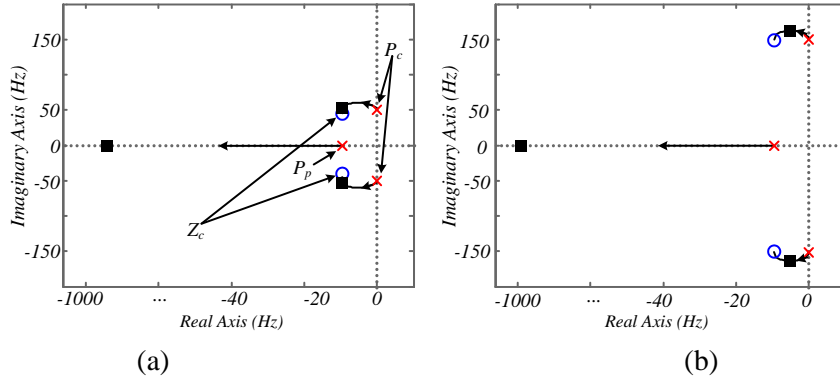 150
50
0
-50
-150
Imaginary Axis (Hz)
P_c
P_p
Z_c
-1000
...
-40
-20
0
Real Axis (Hz)
(a)
150
50
0
-50
-150
Imaginary Axis (Hz)
-1000
...
-40
-20
0
Real Axis (Hz)
(b)